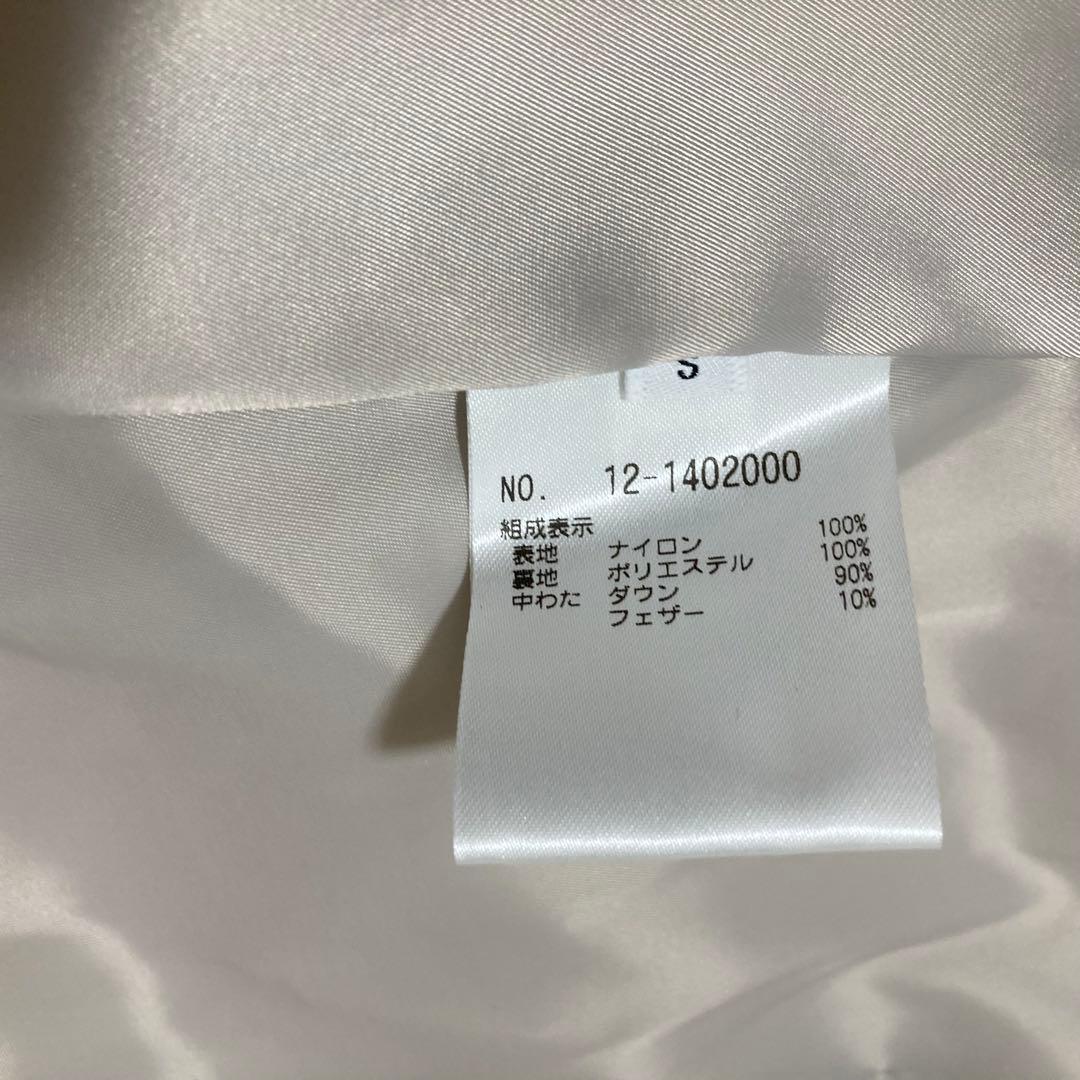 S
NO. 12-1402000
組成表示
表地 ナイロン 100%
裏地 ポリエステル 100%
中わた ダウン 90%
フェザー 10%